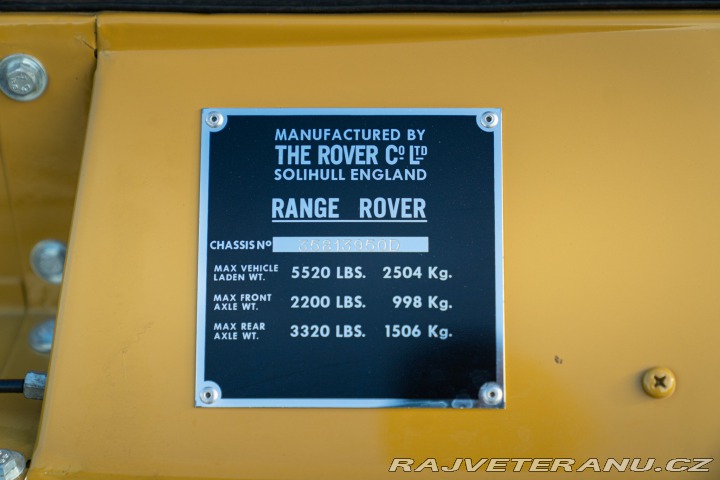 MANUFACTURED BY
THE ROVER Co LTD
SOLIHULL ENGLAND
RANGE ROVER
CHASSIS No 35813950D
MAX VEHICLE LADEN WT. 5520 LBS. 2504 Kg.
MAX FRONT AXLE WT. 2200 LBS. 998 Kg.
MAX REAR AXLE WT. 3320 LBS. 1506 Kg.
RAJVETERANU.CZ